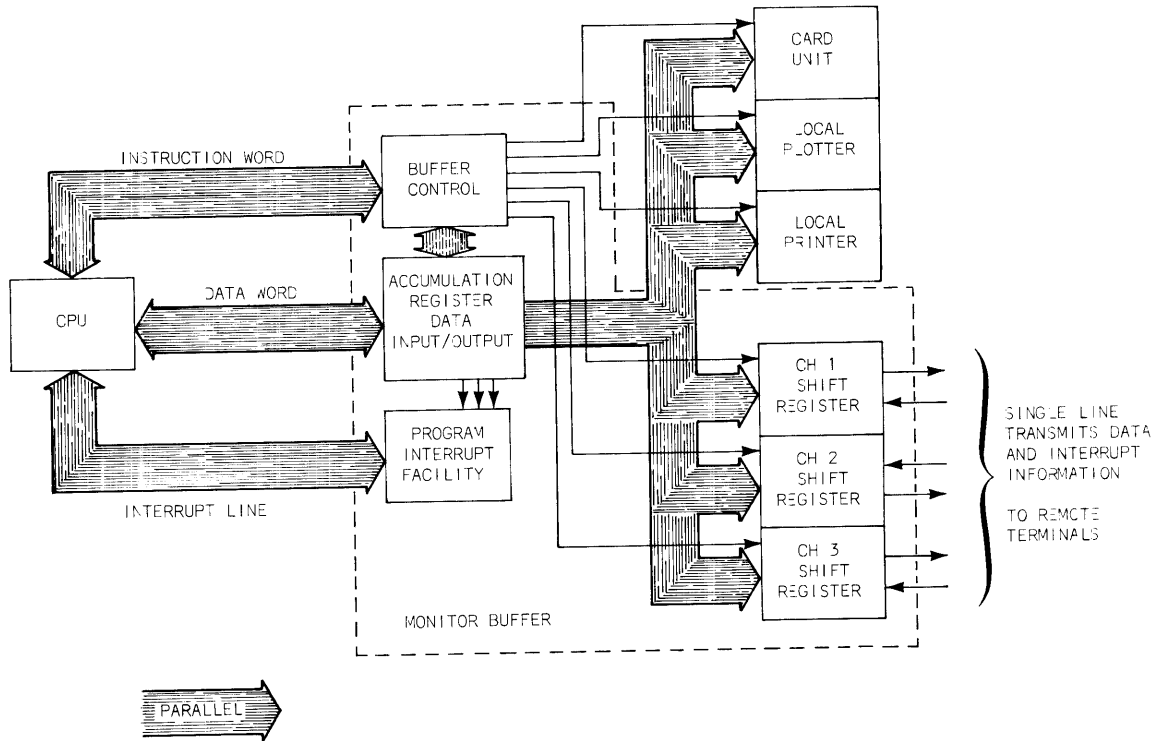 CARD
UNIT
LOCAL
PLOTTER
LOCAL
PRINTER
INSTRUCTION WORD
BUFFER
CONTROL
CPU
DATA WORD
ACCUMULATION
REGISTER
DATA
INPUT/OUTPUT
PROGRAM
INTERRUPT
FACILITY
INTERRUPT LINE
CH 1
SHIFT
REGISTER
CH 2
SHIFT
REGISTER
CH 3
SHIFT
REGISTER
SINGLE LINE
TRANSMITS DATA
AND INTERRUPT
INFORMATION
TO REMOTE
TERMINALS
MONITOR BUFFER
PARALLEL